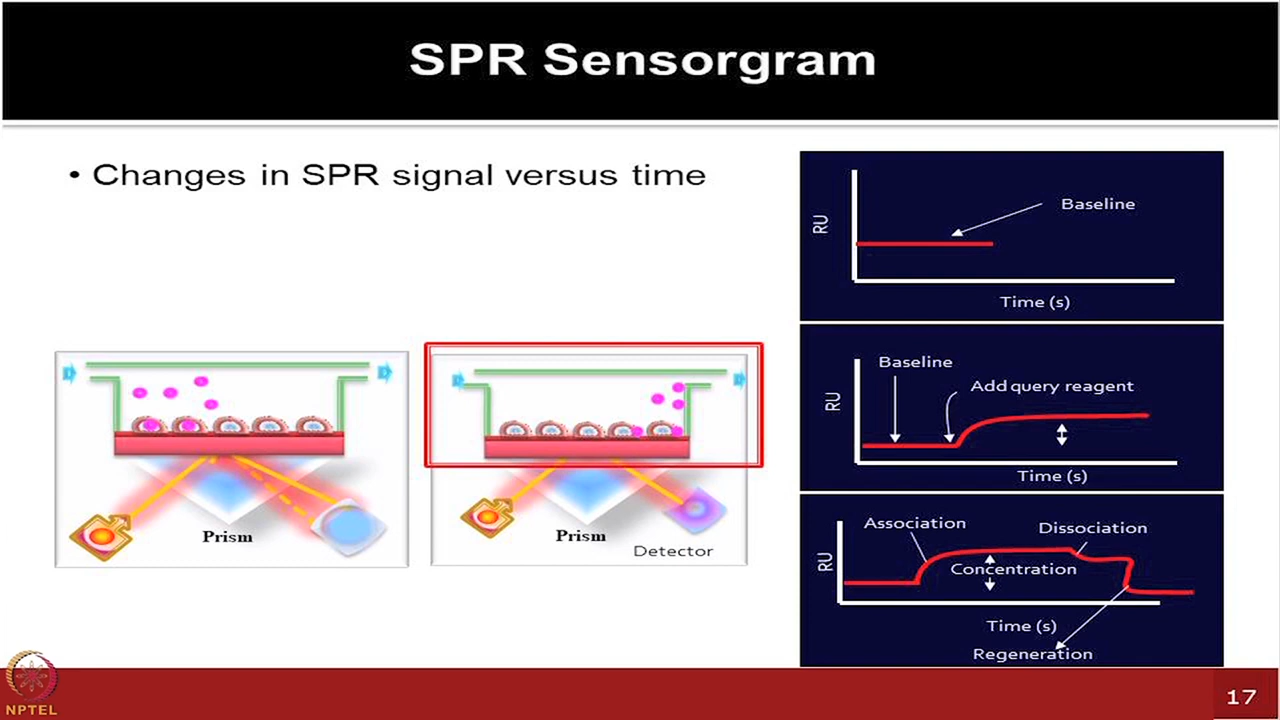 SPR Sensorgram
• Changes in SPR signal versus time
D
D
Prism
D
D
Prism
Detector
RU
Baseline
Time (s)
RU
Baseline
Add query reagent
Time (s)
RU
Association
Dissociation
Concentration
Time (s)
Regeneration
NPTEL
17